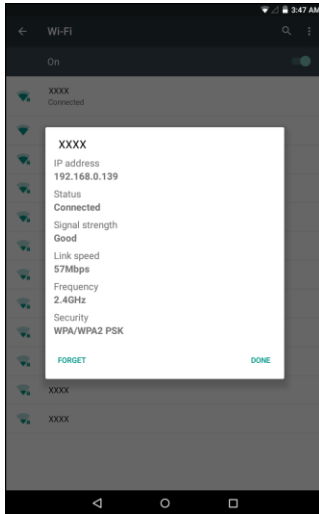 3:47 AM
Wi-Fi
On
XXXX
Connected
XXXX
IP address
192.168.0.139
Status
Connected
Signal strength
Good
Link speed
57Mbps
Frequency
2.4GHz
Security
WPA/WPA2 PSK
FORGET DONE
XXXX
XXXX